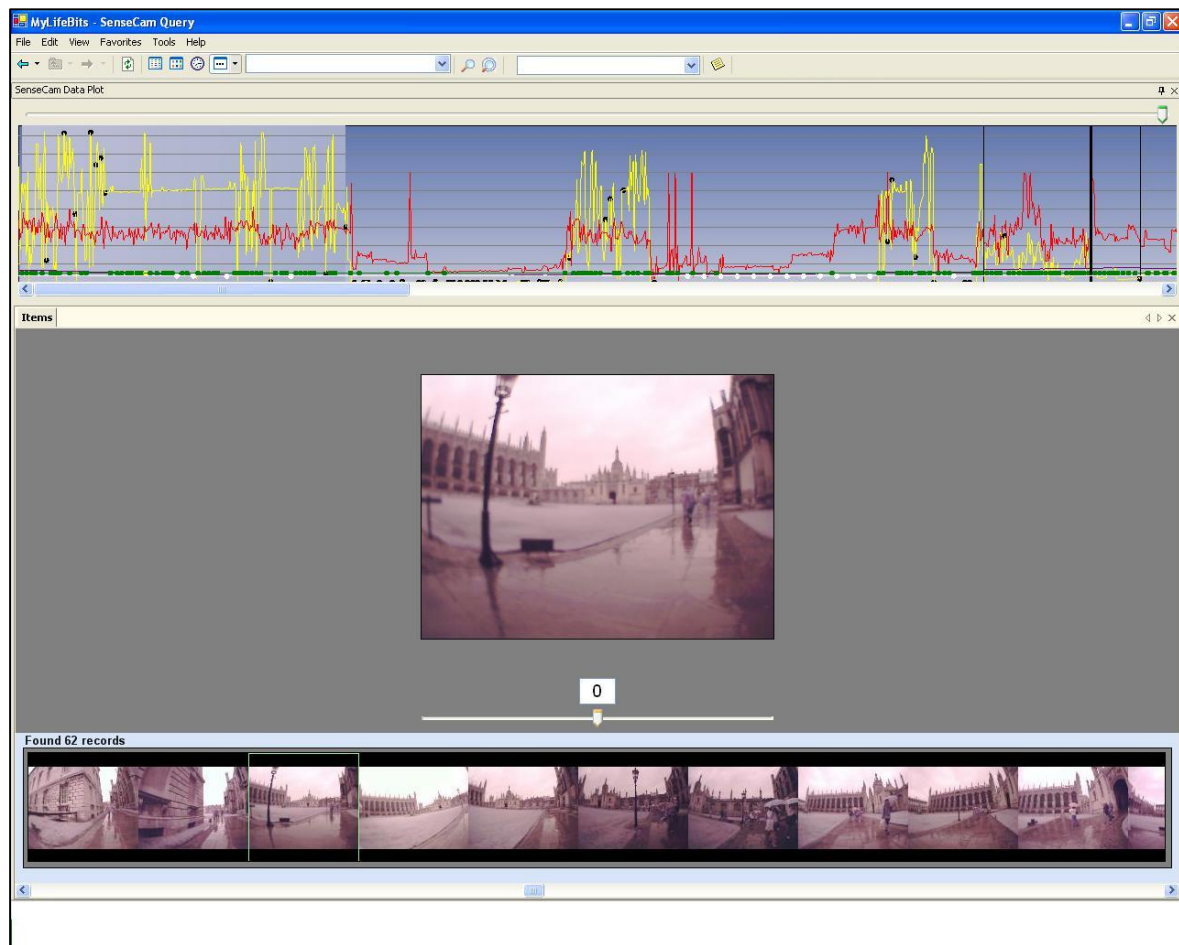 MyLifeBits - SenseCam Query
File Edit View Favorites Tools Help
SenseCam Data Plot
Items
0
Found 62 records